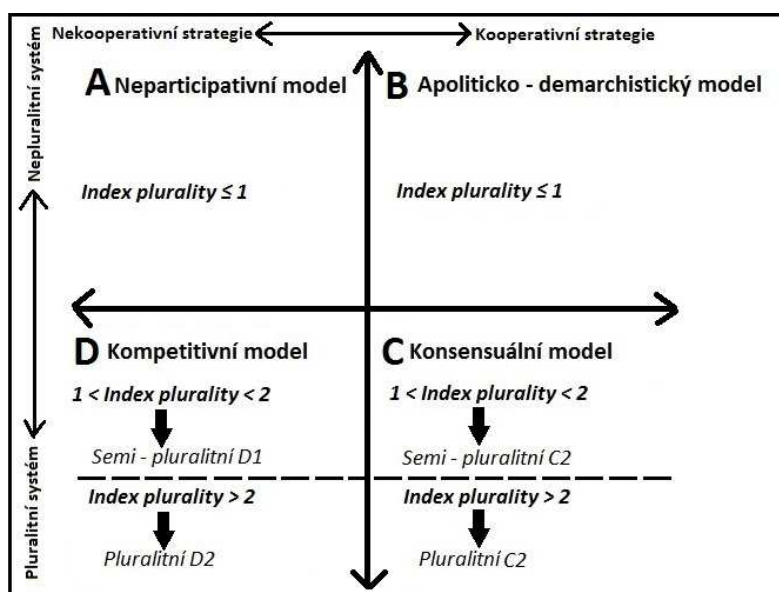 Nekooperativní strategie
Kooperativní strategie
Nepluralitní systém
Pluralitní systém
A Neparticipativní model
B Apoliticko - demarchistický model
Index plurality ≤ 1
Index plurality ≤ 1
D Kompetitivní model
C Konsensuální model
1 < Index plurality < 2
1 < Index plurality < 2
Semi - pluralitní D1
Semi - pluralitní C2
Index plurality > 2
Index plurality > 2
Pluralitní D2
Pluralitní C2